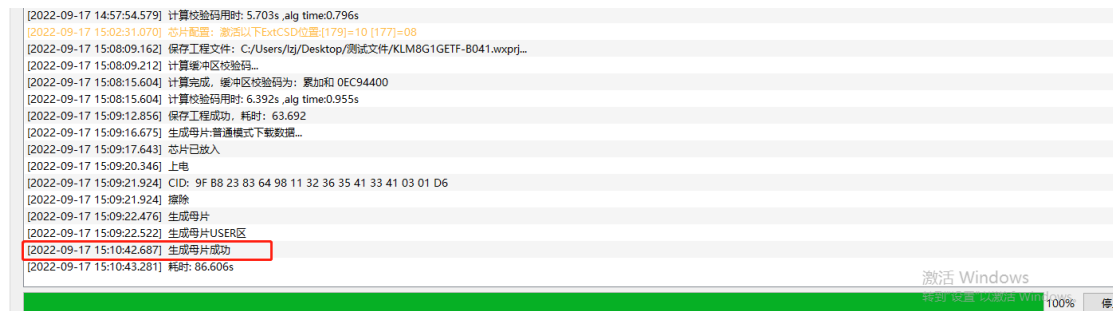 [2022-09-17 14:57:54.579] 计算校验码用时: 5.703s ,alg time:0.796s
[2022-09-17 15:02:31.070] 芯片配置：激活以下ExtCSD位置:[179]=10 [177]=08
[2022-09-17 15:08:09.162] 保存工程文件：C:/Users/lzj/Desktop/测试文件/KLM8G1GETF-B041.wxprj...
[2022-09-17 15:08:09.212] 计算缓冲区校验码...
[2022-09-17 15:08:15.604] 计算完成，缓冲区校验码为：累加和 0EC94400
[2022-09-17 15:08:15.604] 计算校验码用时: 6.392s ,alg time:0.955s
[2022-09-17 15:09:12.856] 保存工程成功，耗时：63.692
[2022-09-17 15:09:16.675] 生成母片:普通模式下载数据...
[2022-09-17 15:09:17.643] 芯片已放入
[2022-09-17 15:09:20.346] 上电
[2022-09-17 15:09:21.924] CID: 9F B8 23 83 64 98 11 32 36 35 41 33 41 03 01 D6
[2022-09-17 15:09:21.924] 擦除
[2022-09-17 15:09:22.476] 生成母片
[2022-09-17 15:09:22.522] 生成母片USER区
[2022-09-17 15:10:42.687] 生成母片成功
[2022-09-17 15:10:43.281] 耗时: 86.606s
激活 Windows
转到"设置"以激活 Windows。
100%
停